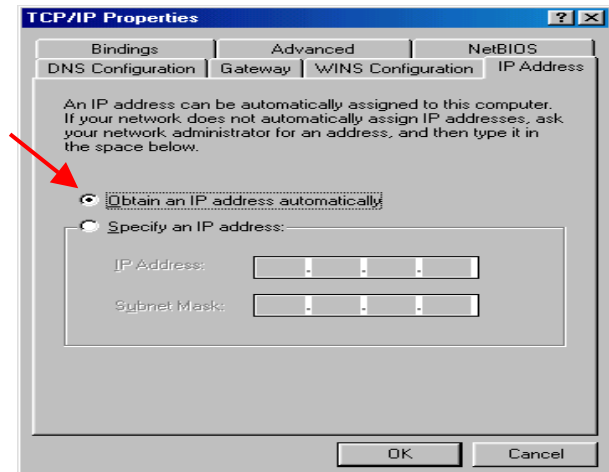 TCP/IP Properties
Bindings Advanced NetBIOS
DNS Configuration Gateway WINS Configuration IP Address
An IP address can be automatically assigned to this computer.
If your network does not automatically assign IP addresses, ask
your network administrator for an address, and then type it in
the space below.
Obtain an IP address automatically
Specify an IP address:
IP Address:
Subnet Mask:
OK Cancel